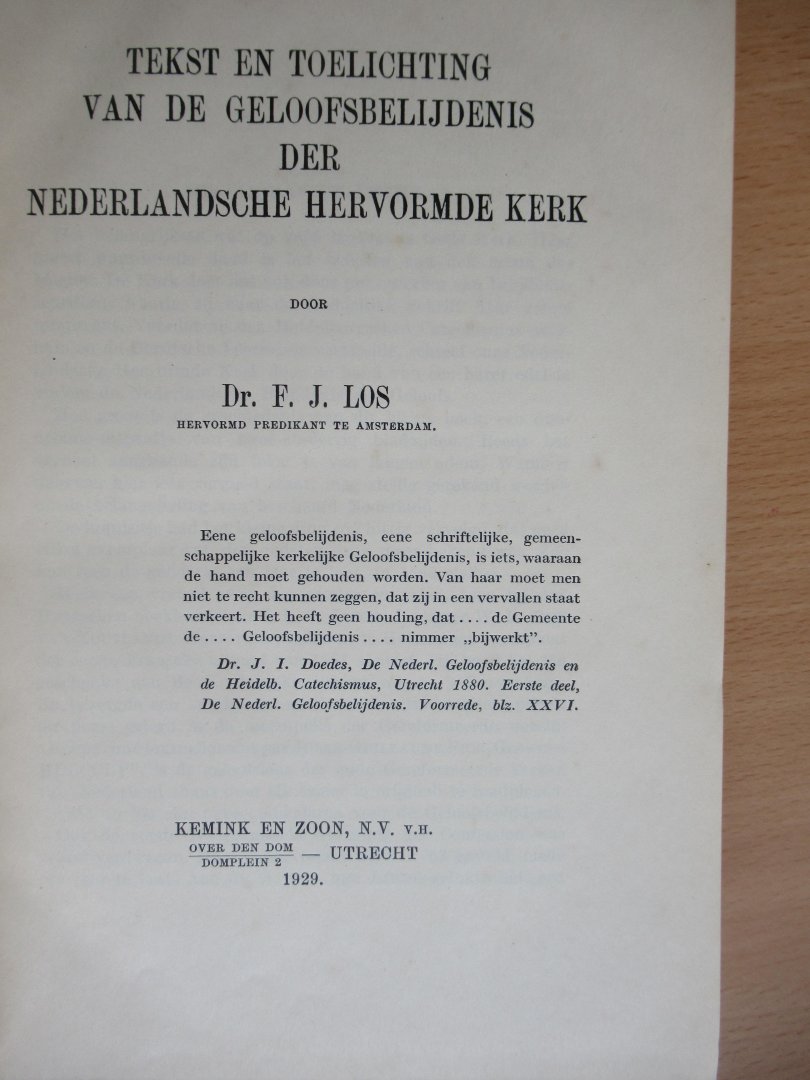 TEKST EN TOELICHTING
VAN DE GELOOFSBELIJDENIS
DER
NEDERLANDSCHE HERVORMDE KERK
DOOR
Dr. F. J. LOS
HERVORMD PREDIKANT TE AMSTERDAM.
Eene geloofsbelijdenis, eene schriftelijke, gemeen-
schappelijke kerkelijke Geloofsbelijdenis, is iets, waaraan
de hand moet gehouden worden. Van haar moet men
niet te recht kunnen zeggen, dat zij in een vervallen staat
verkeert. Het heeft geen houding, dat .... de Gemeente
de .... Geloofsbelijdenis .... nimmer „bijwerkt”.
Dr. J. I. Doedes, De Nederl. Geloofsbelijdenis en
de Heidelb. Catechismus, Utrecht 1880. Eerste deel,
De Nederl. Geloofsbelijdenis. Voorrede, blz. XXVI.
KEMINK EN ZOON, N.V. V.H.
OVER DEN DOM
DOMPLEIN 2 — UTRECHT
1929.